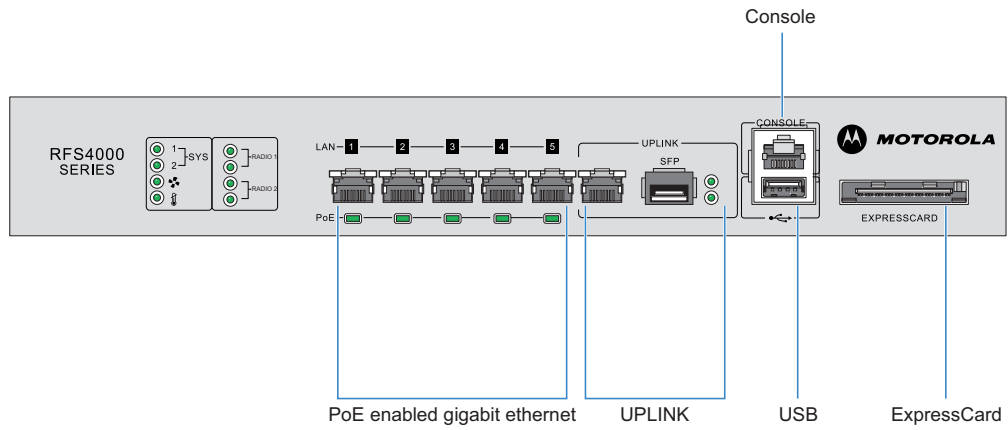 Console
RFS4000
SERIES
1
2
SYS
RADIO 1
RADIO 2
LAN 1 2 3 4 5
PoE
UPLINK
SFP
CONSOLE
MOTOROLA
EXPRESSCARD
PoE enabled gigabit ethernet
UPLINK
USB
ExpressCard